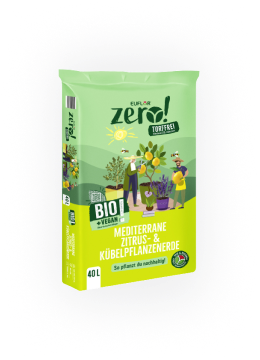 EUFLOR
zero!
TORFFREI
BIO!
+VEGAN
MEDITERRANE
ZITRUS- &
KÜBELPFLANZENERDE
40 L
So pflanzt du nachhaltig!